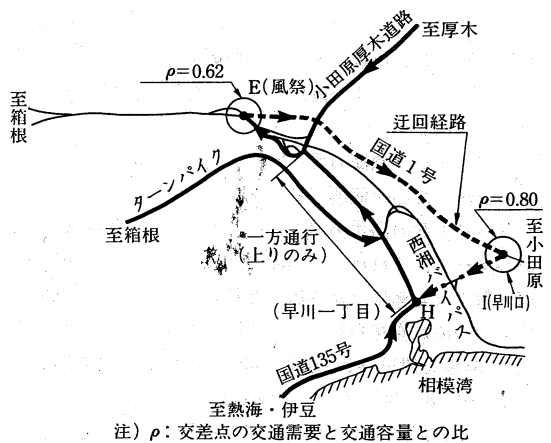 至厚木
小田原厚木道路
E(風祭)
ρ=0.62
至箱根
迂回経路
国道1号
ρ=0.80
至小田原
I(早川口)
ターンパイク
至箱根
一方通行
(上りのみ)
西湘バイパス
(早川一丁目)
H
国道135号
相模湾
至熱海・伊豆
注) ρ: 交差点の交通需要と交通容量との比